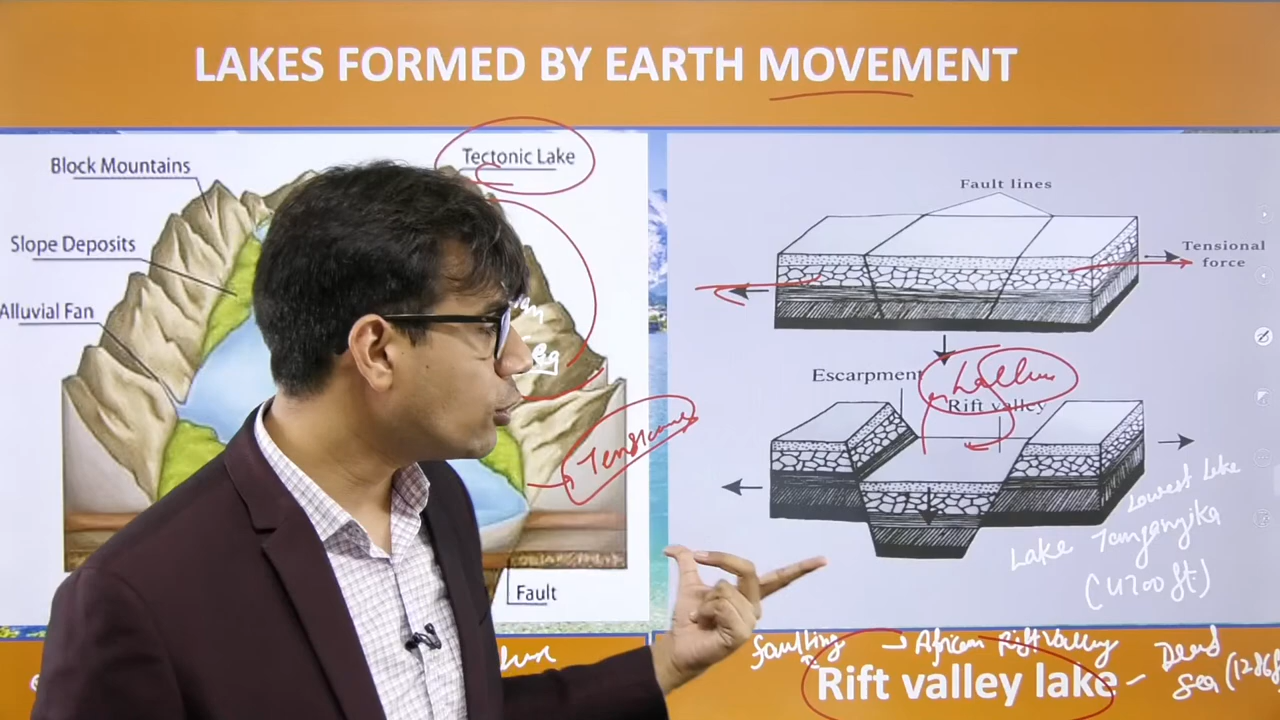 LAKES FORMED BY EARTH MOVEMENT
Block Mountains
Tectonic Lake
Slope Deposits
Alluvial Fan
Fault
Fault lines
Tensional
force
Escarpment
Rift valley
Lowest Lake
Lake Tanganyika
(4700 ft.)
faulting → African Rift Valley
Rift valley lake – Dead
Sea